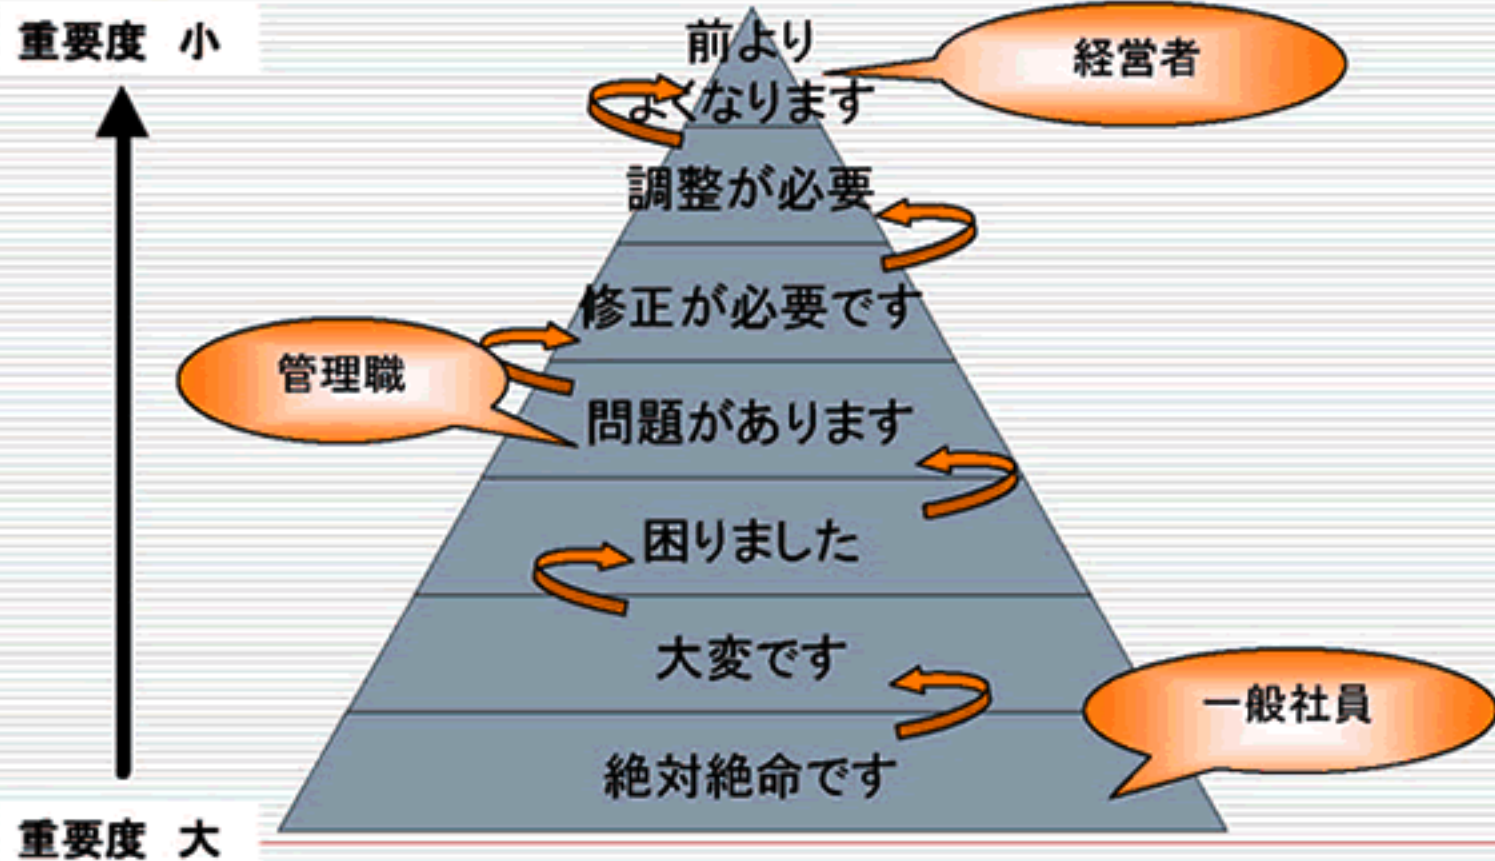 重要度 小
前より
よくなります
経営者
調整が必要
修正が必要です
管理職
問題があります
困りました
大変です
一般社員
絶対絶命です
重要度 大